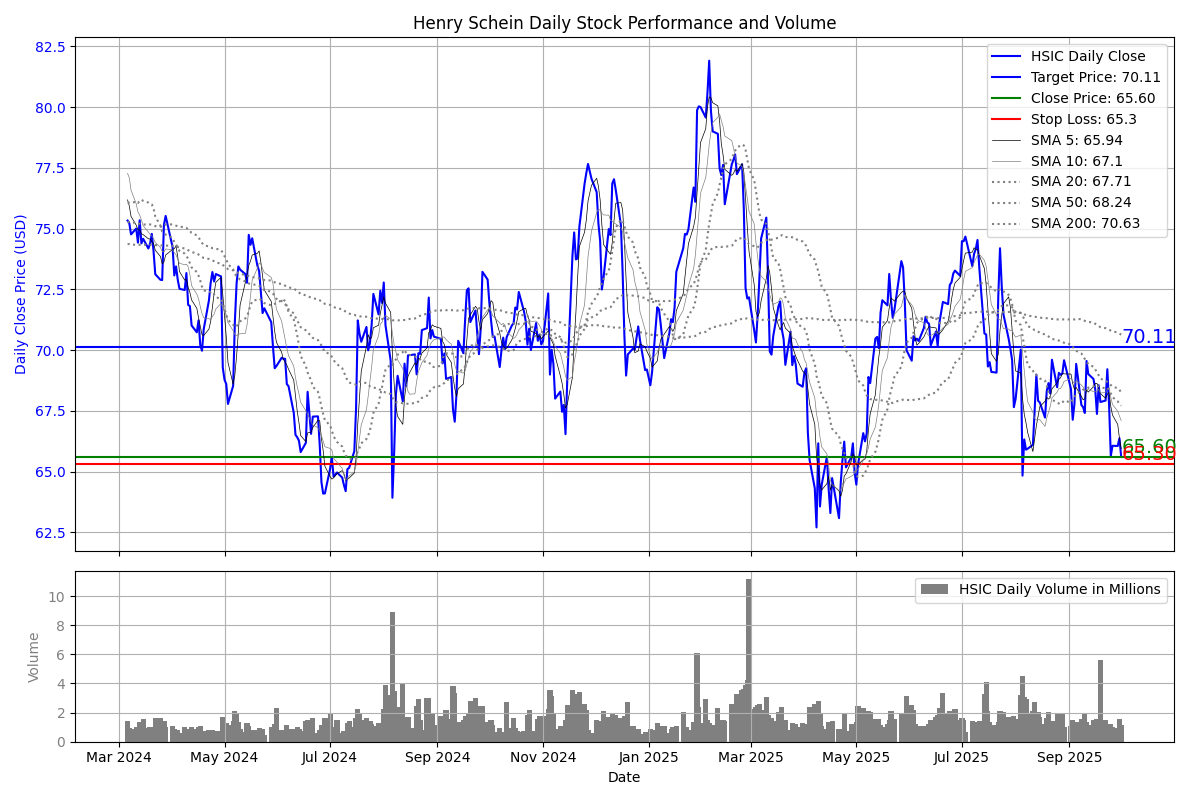 Henry Schein Daily Stock Performance and Volume
82.5
80.0
77.5
75.0
72.5
70.0
67.5
65.0
62.5
Daily Close Price (USD)
HSIC Daily Close
Target Price: 70.11
Close Price: 65.60
Stop Loss: 65.3
SMA 5: 65.94
SMA 10: 67.1
SMA 20: 67.71
SMA 50: 68.24
SMA 200: 70.63
70.11
65.60
65.30
10
8
6
4
2
0
Volume
HSIC Daily Volume in Millions
Mar 2024
May 2024
Jul 2024
Sep 2024
Nov 2024
Jan 2025
Mar 2025
May 2025
Jul 2025
Sep 2025
Date